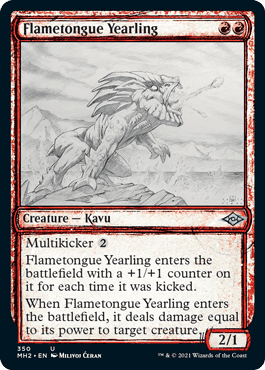 Flametongue Yearling
Creature — Kavu
Multikicker 2
Flametongue Yearling enters the
battlefield with a +1/+1 counter on
it for each time it was kicked.
When Flametongue Yearling enters
the battlefield, it deals damage equal
to its power to target creature.
2/1
350 U
MH2 • EN Milivoj Ćeran
™ & © 2021 Wizards of the Coast